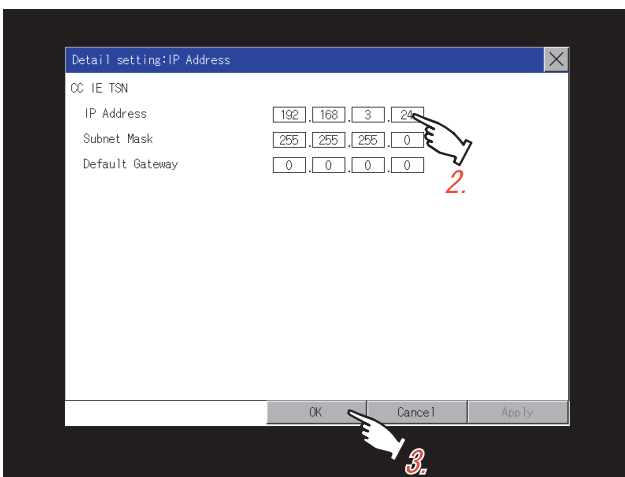 Detail setting:IP Address
CC IE TSN
IP Address 192 . 168 . 3 . 24
Subnet Mask 255 . 255 . 255 . 0
Default Gateway 0 . 0 . 0 . 0
2.
OK Cancel Apply
3.